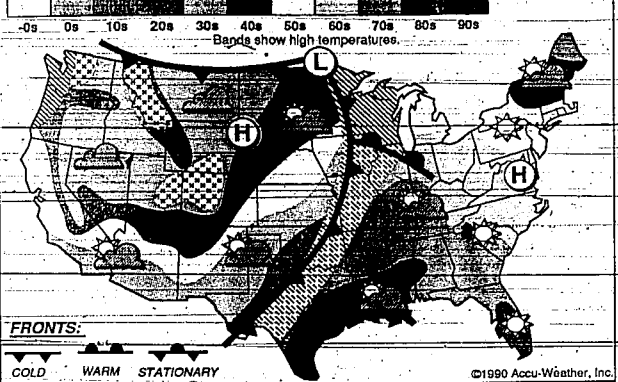 -0s 0s 10s 20s 30s 40s 50s 60s 70s 80s 90s
Bands show high temperatures.
L
H
H
FRONTS:
COLD WARM STATIONARY
©1990 Accu-Weather, Inc.